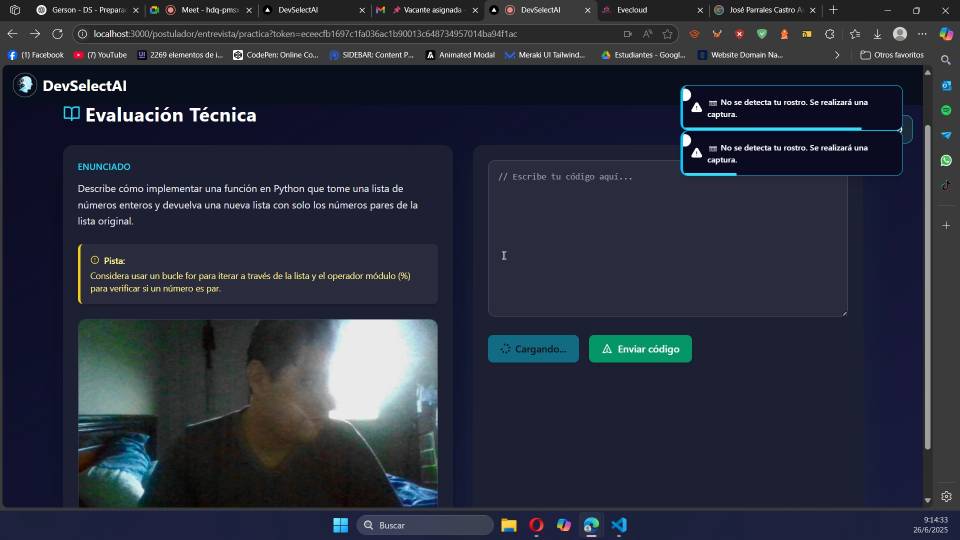 Gerson - DS - Prepara
Meet - hdq-pmsx
DevSelectAI
Vacante asignada -
DevSelectAI
Evecloud
José Parrales Castro A
localhost:3000/postulador/entrevista/practica?token=eceecfb1697c1fa036ac1b90013c648734957014ba94f1ac
(1) Facebook
(7) YouTube
2269 elementos de i...
CodePen: Online Co...
SIDEBAR: Content P...
Animated Modal
Meraki UI Tailwind...
Estudiantes - Googl...
Website Domain Na...
Otros favoritos
DevSelectAI
No se detecta tu rostro. Se realizará una
captura.
No se detecta tu rostro. Se realizará una
captura.
Evaluación Técnica
ENUNCIADO
Describe cómo implementar una función en Python que tome una lista de
números enteros y devuelva una nueva lista con solo los números pares de la
lista original.
Pista:
Considera usar un bucle for para iterar a través de la lista y el operador módulo (%)
para verificar si un número es par.
// Escribe tu código aquí...
Cargando...
Enviar código
Buscar
9:14:33
26/6/2025